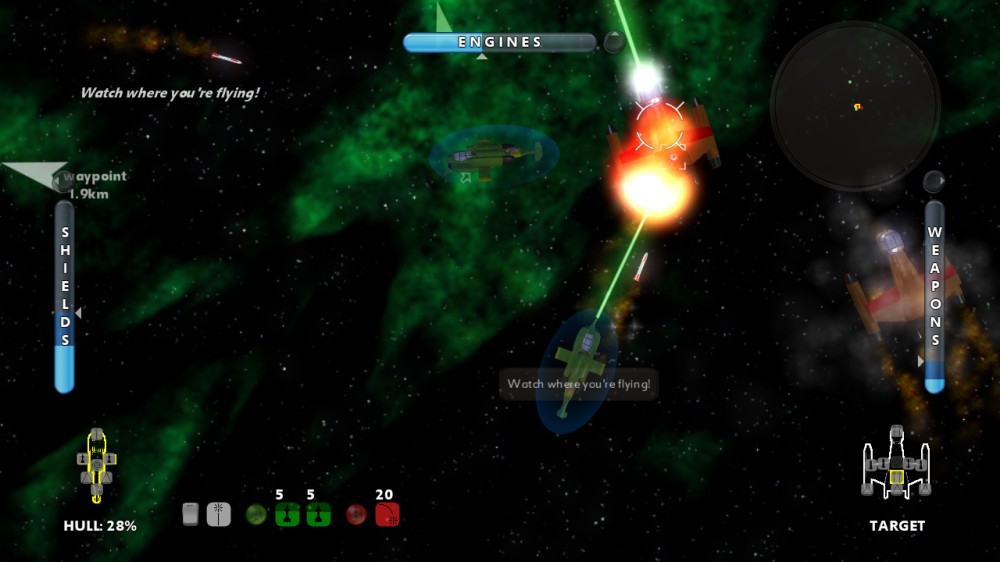 ENGINES
Watch where you're flying!
waypoint
1.9km
SHIELDS
WEAPONS
Watch where you're flying!
5 5 20
HULL: 28%
TARGET